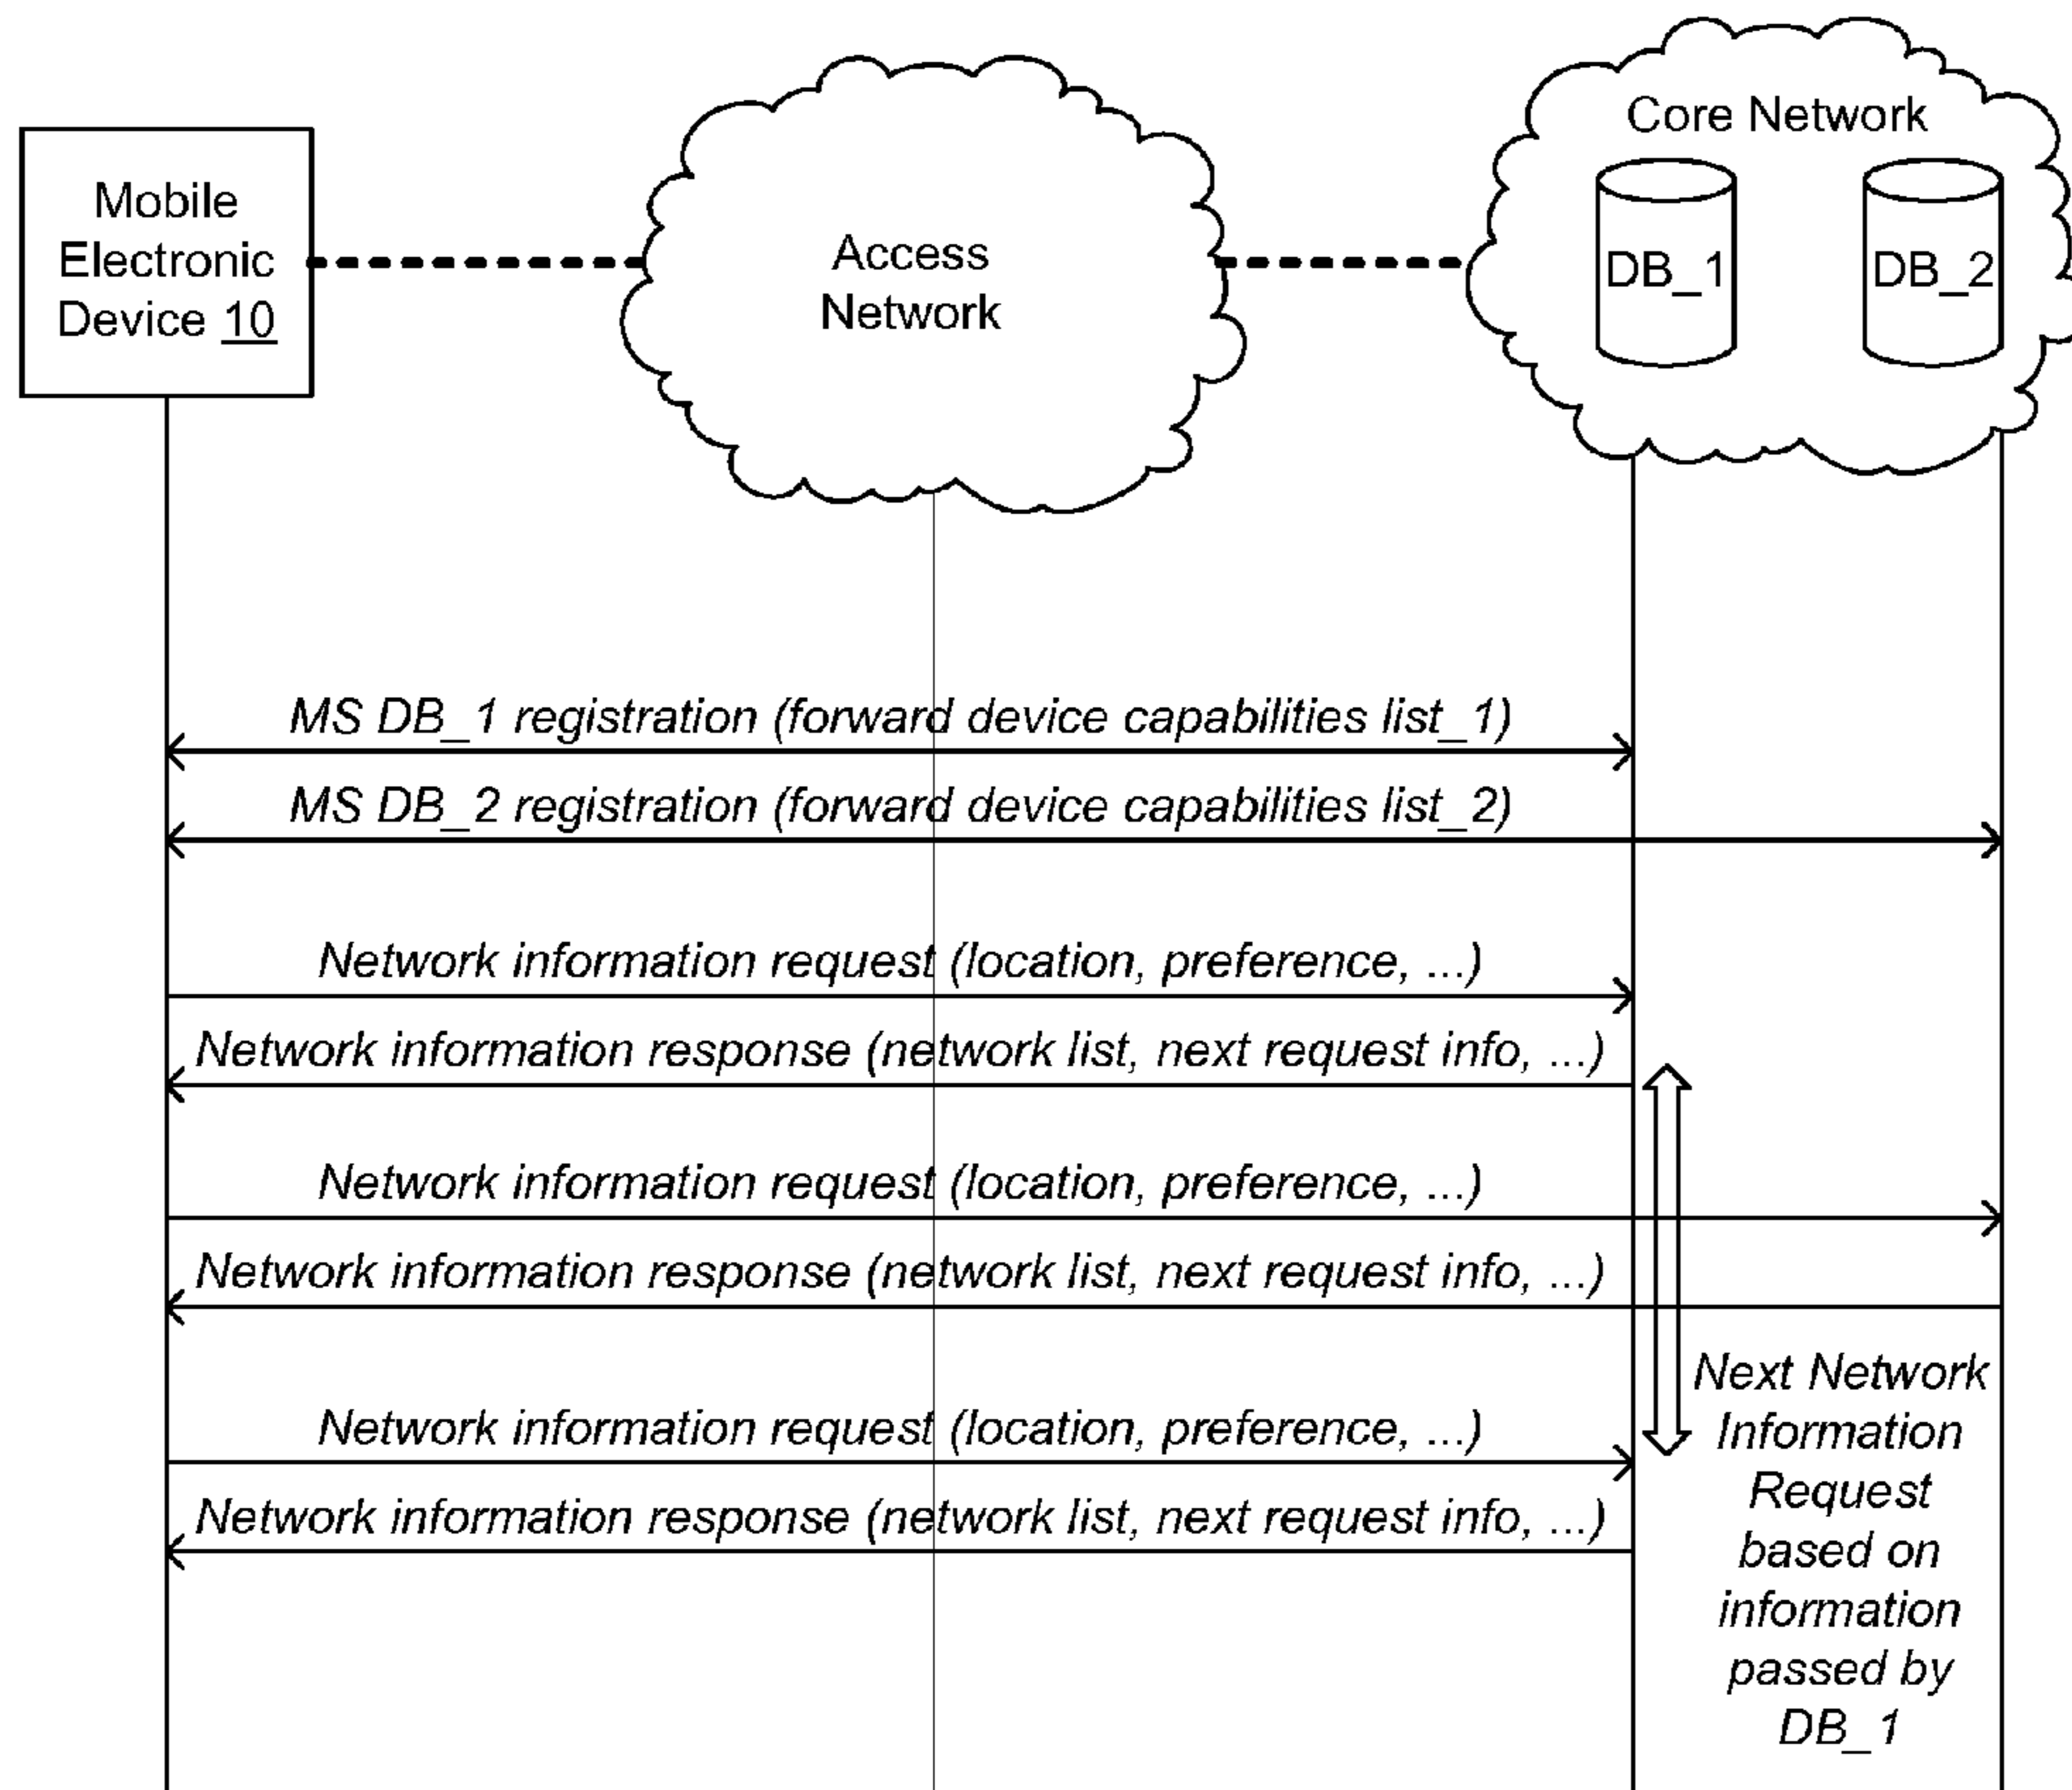 Mobile
Electronic
Device 10
Access
Network
Core Network
DB_1
DB_2
MS DB_1 registration (forward device capabilities list_1)
MS DB_2 registration (forward device capabilities list_2)
Network information request (location, preference, ...)
Network information response (network list, next request info, ...)
Network information request (location, preference, ...)
Network information response (network list, next request info, ...)
Network information request (location, preference, ...)
Network information response (network list, next request info, ...)
Next Network
Information
Request
based on
information
passed by
DB_1